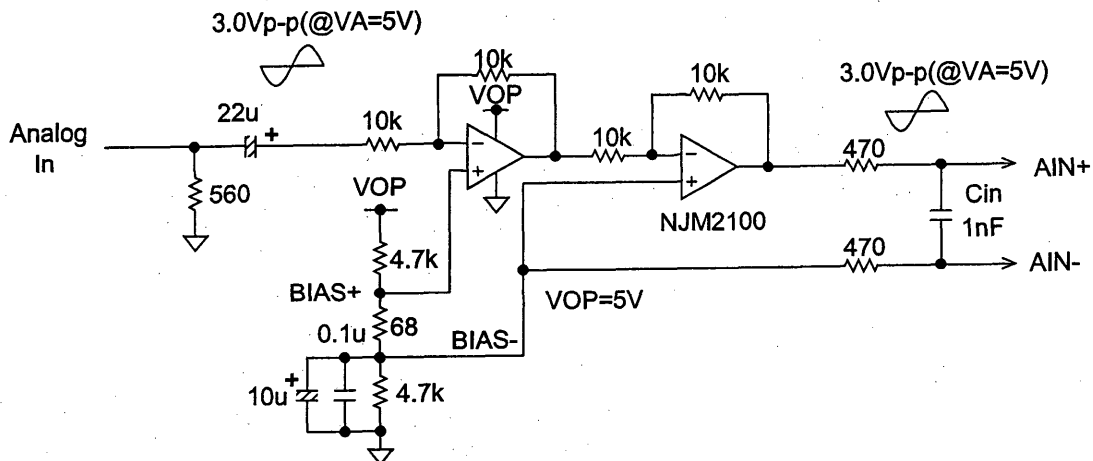 3.0Vp-p(@VA=5V)
10k
VOP
10k
3.0Vp-p(@VA=5V)
Analog
In
22u
+
10k
−
+
10k
−
+
470
AIN+
560
VOP
NJM2100
Cin
1nF
4.7k
470
AIN-
BIAS+
VOP=5V
0.1u
68
BIAS-
10u
+
4.7k